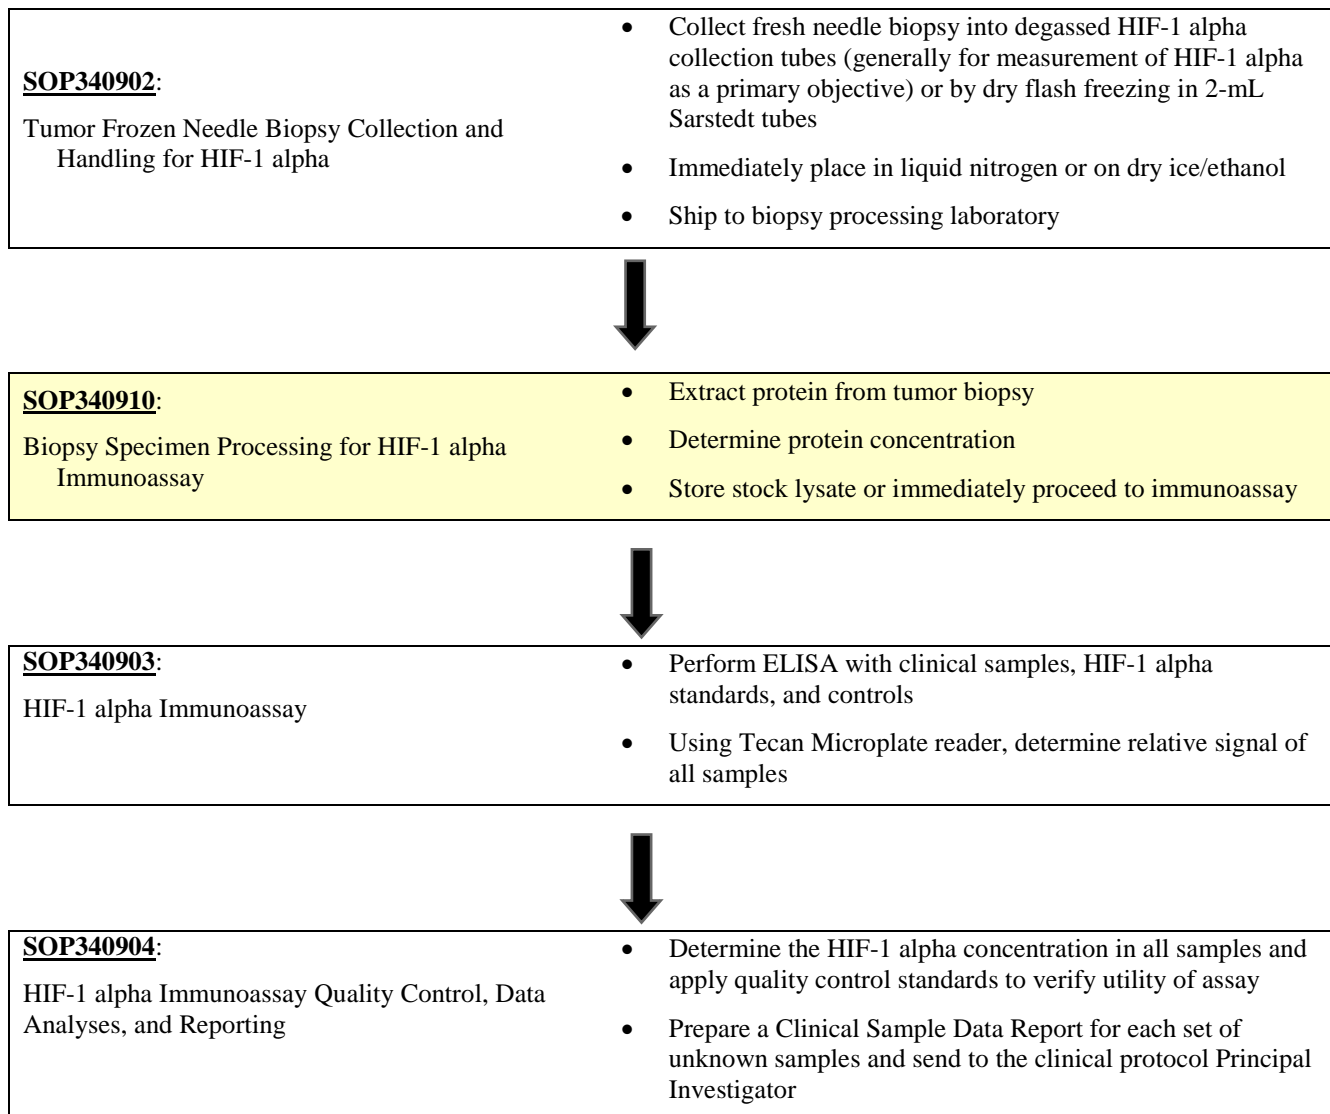 SOP340902:
Tumor Frozen Needle Biopsy Collection and
Handling for HIF-1 alpha
• Collect fresh needle biopsy into degassed HIF-1 alpha
collection tubes (generally for measurement of HIF-1 alpha
as a primary objective) or by dry flash freezing in 2-mL
Sarstedt tubes
• Immediately place in liquid nitrogen or on dry ice/ethanol
• Ship to biopsy processing laboratory
SOP340910:
Biopsy Specimen Processing for HIF-1 alpha
Immunoassay
• Extract protein from tumor biopsy
• Determine protein concentration
• Store stock lysate or immediately proceed to immunoassay
SOP340903:
HIF-1 alpha Immunoassay
• Perform ELISA with clinical samples, HIF-1 alpha
standards, and controls
• Using Tecan Microplate reader, determine relative signal of
all samples
SOP340904:
HIF-1 alpha Immunoassay Quality Control, Data
Analyses, and Reporting
• Determine the HIF-1 alpha concentration in all samples and
apply quality control standards to verify utility of assay
• Prepare a Clinical Sample Data Report for each set of
unknown samples and send to the clinical protocol Principal
Investigator